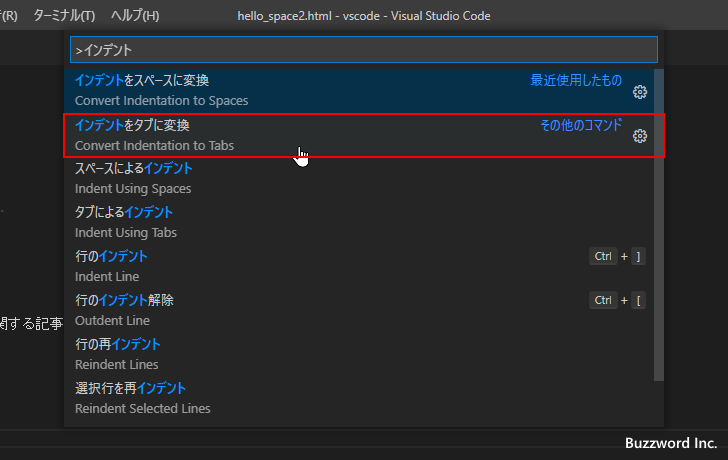 行(R) ターミナル(T) ヘルプ(H) hello_space2.html - vscode - Visual Studio Code
>インデント
インデントをスペースに変換 最近使用したもの
Convert Indentation to Spaces
インデントをタブに変換 その他のコマンド
Convert Indentation to Tabs
スペースによるインデント
Indent Using Spaces
タブによるインデント
Indent Using Tabs
行のインデント Ctrl + ]
Indent Line
行のインデント解除 Ctrl + [
Outdent Line
関する記事
行の再インデント
Reindent Lines
選択行を再インデント
Reindent Selected Lines
Buzzword Inc.